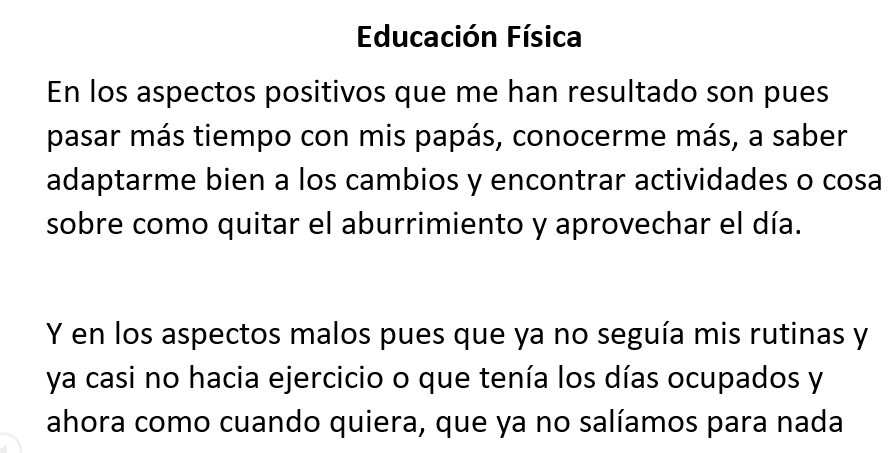 Educación Física
En los aspectos positivos que me han resultado son pues
pasar más tiempo con mis papás, conocerme más, a saber
adaptarme bien a los cambios y encontrar actividades o cosa
sobre como quitar el aburrimiento y aprovechar el día.
Y en los aspectos malos pues que ya no seguía mis rutinas y
ya casi no hacia ejercicio o que tenía los días ocupados y
ahora como cuando quiera, que ya no salíamos para nada